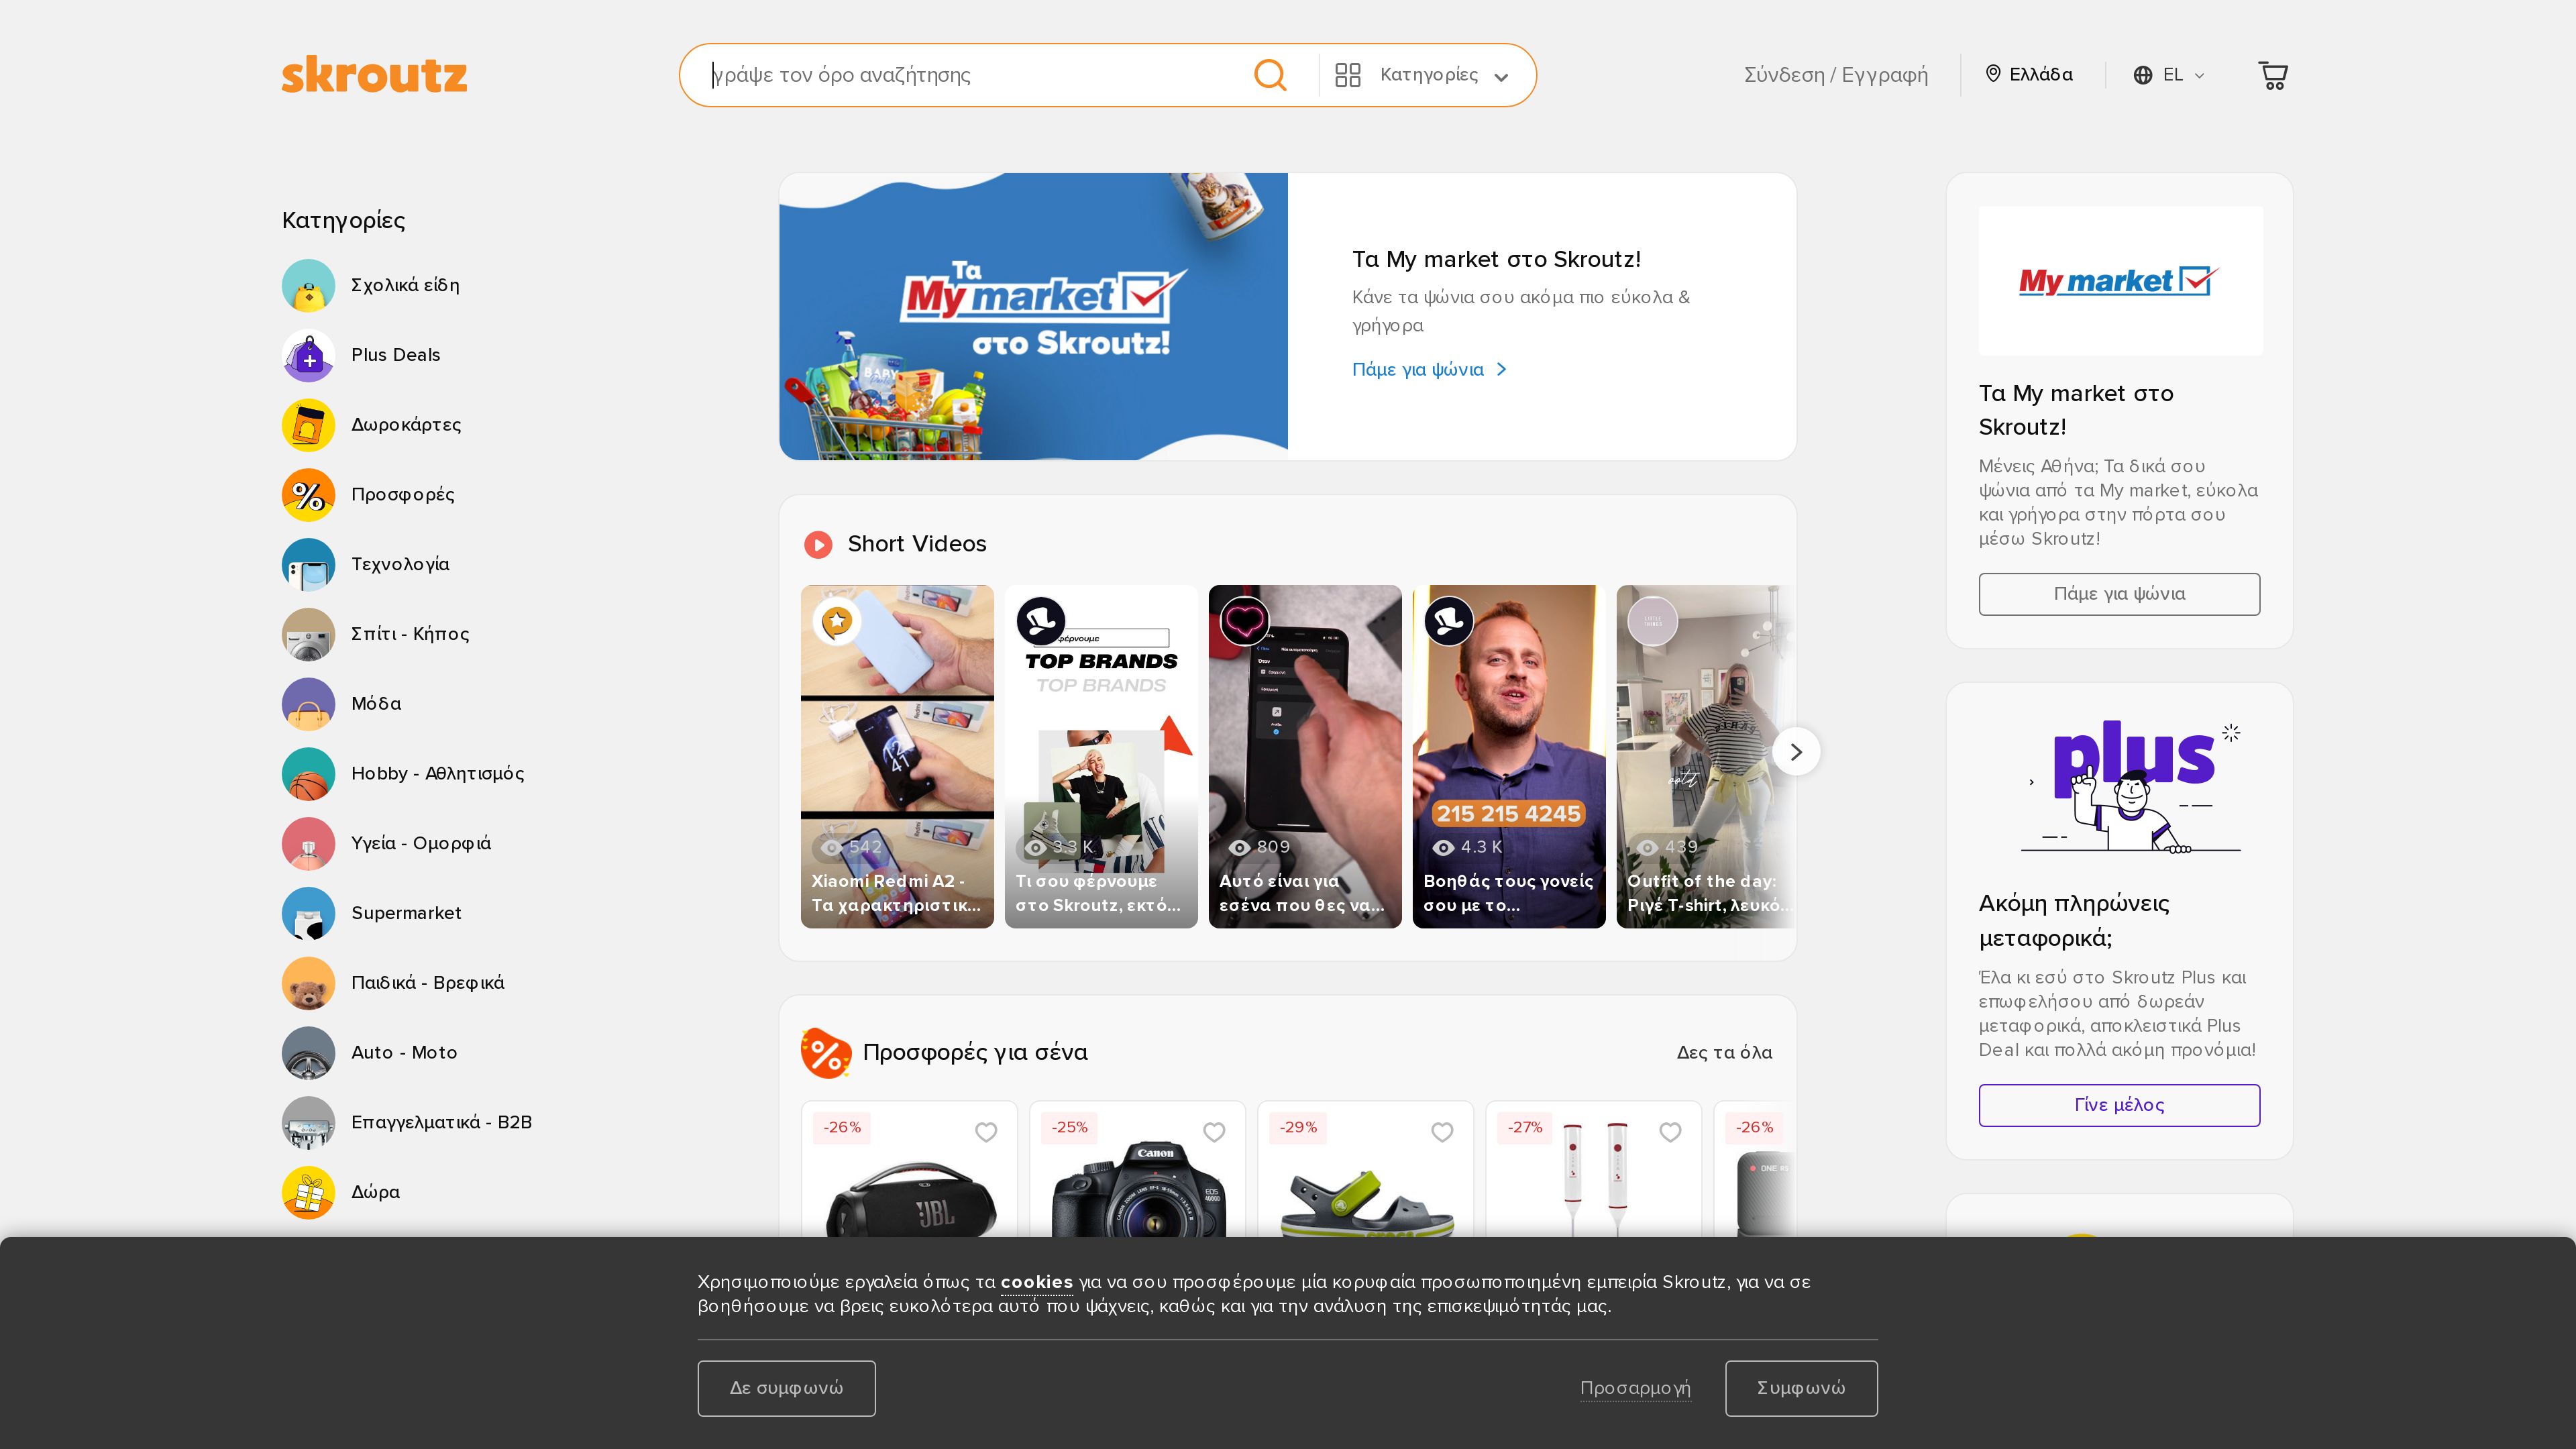 skroutz
γράψε τον όρο αναζήτησης
Κατηγορίες
Σύνδεση / Εγγραφή
Ελλάδα
EL
Κατηγορίες
Σχολικά είδη
Plus Deals
Δωροκάρτες
Προσφορές
Τεχνολογία
Σπίτι - Κήπος
Μόδα
Hobby - Αθλητισμός
Υγεία - Ομορφιά
Supermarket
Παιδικά - Βρεφικά
Auto - Moto
Επαγγελματικά - B2B
Δώρα
Τα
My market
στο Skroutz!
BABY
Τα My market στο Skroutz!
Κάνε τα ψώνια σου ακόμα πιο εύκολα &
γρήγορα
Πάμε για ψώνια
Short Videos
542
Xiaomi Redmi A2 -
Τα χαρακτηριστικ...
φέρνουμε
TOP BRANDS
TOP BRANDS
3.3 K
Τι σου φέρνουμε
στο Skroutz, εκτό...
809
Αυτό είναι για
εσένα που θες να...
215 215 4245
4.3 K
Βοηθάς τους γονείς
σου με το...
439
Outfit of the day:
Ριγέ T-shirt, λευκό...
Προσφορές για σένα
Δες τα όλα
-26%
JBL
-25%
Canon
EOS
4000D
-29%
-27%
-26%
My market
Τα My market στο
Skroutz!
Μένεις Αθήνα; Τα δικά σου
ψώνια από τα My market, εύκολα
και γρήγορα στην πόρτα σου
μέσω Skroutz!
Πάμε για ψώνια
plus
Ακόμη πληρώνεις
μεταφορικά;
Έλα κι εσύ στο Skroutz Plus και
επωφελήσου από δωρεάν
μεταφορικά, αποκλειστικά Plus
Deal και πολλά ακόμη προνόμια!
Γίνε μέλος
Χρησιμοποιούμε εργαλεία όπως τα cookies για να σου προσφέρουμε μία κορυφαία προσωποποιημένη εμπειρία Skroutz, για να σε
βοηθήσουμε να βρεις ευκολότερα αυτό που ψάχνεις, καθώς και για την ανάλυση της επισκεψιμότητάς μας.
Δε συμφωνώ
Προσαρμογή
Συμφωνώ